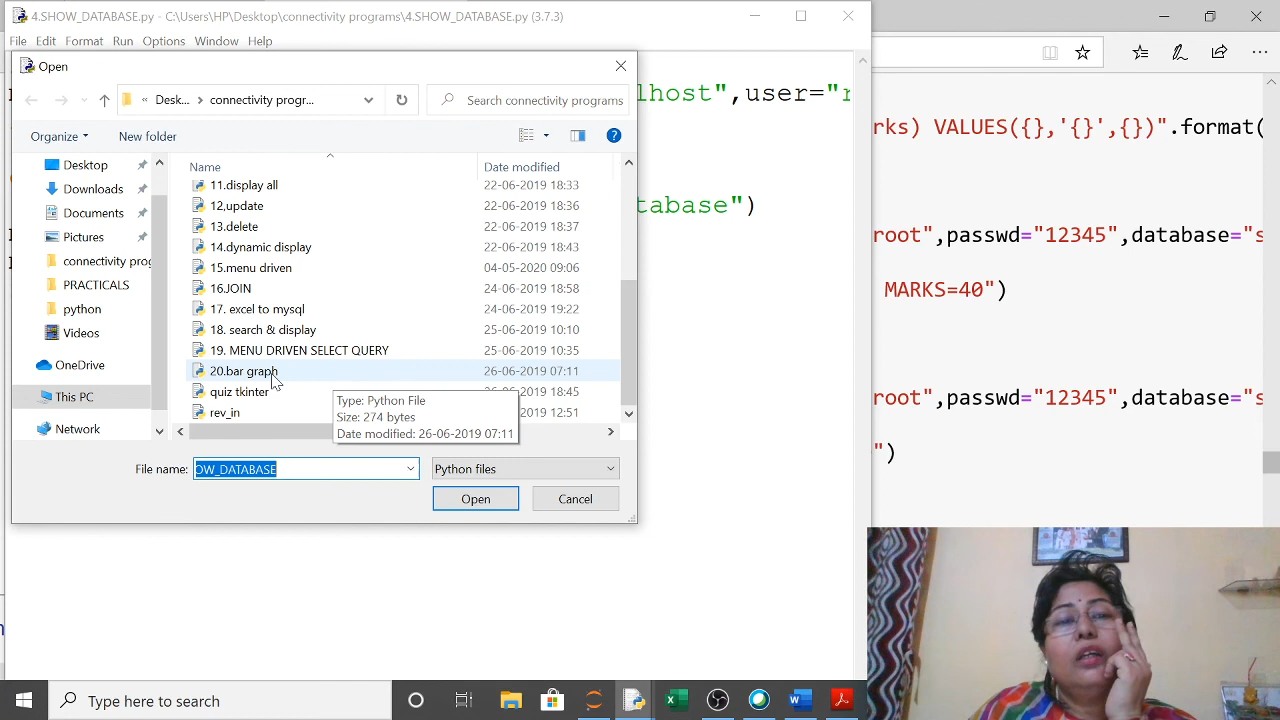 4.SHOW_DATABASE.py - C:\Users\HP\Desktop\connectivity programs\4.SHOW_DATABASE.py (3.7.3)
File Edit Format Run Options Window Help
Open
« Desk... > connectivity progr...
Search connectivity programs
lhost",user="r
rks) VALUES({},'{}',{})".format(
Organize
New folder
Name
Date modified
Desktop
Downloads
Documents
Pictures
connectivity prog
PRACTICALS
python
Videos
OneDrive
This PC
Network
11.display all 22-06-2019 18:33
12,update 22-06-2019 18:36
13.delete 22-06-2019 18:37
14.dynamic display 22-06-2019 18:43
15.menu driven 04-05-2020 09:06
16.JOIN 24-06-2019 18:58
17. excel to mysql 24-06-2019 19:22
18. search & display 25-06-2019 10:10
19. MENU DRIVEN SELECT QUERY 25-06-2019 10:35
20.bar graph 26-06-2019 07:11
quiz tkinter 18:45
rev_in 12:51
Type: Python File
Size: 274 bytes
Date modified: 26-06-2019 07:11
tabase")
root",passwd="12345",database="s
MARKS=40")
root",passwd="12345",database="s
")
File name: OW_DATABASE
Python files
Open
Cancel
Type here to search